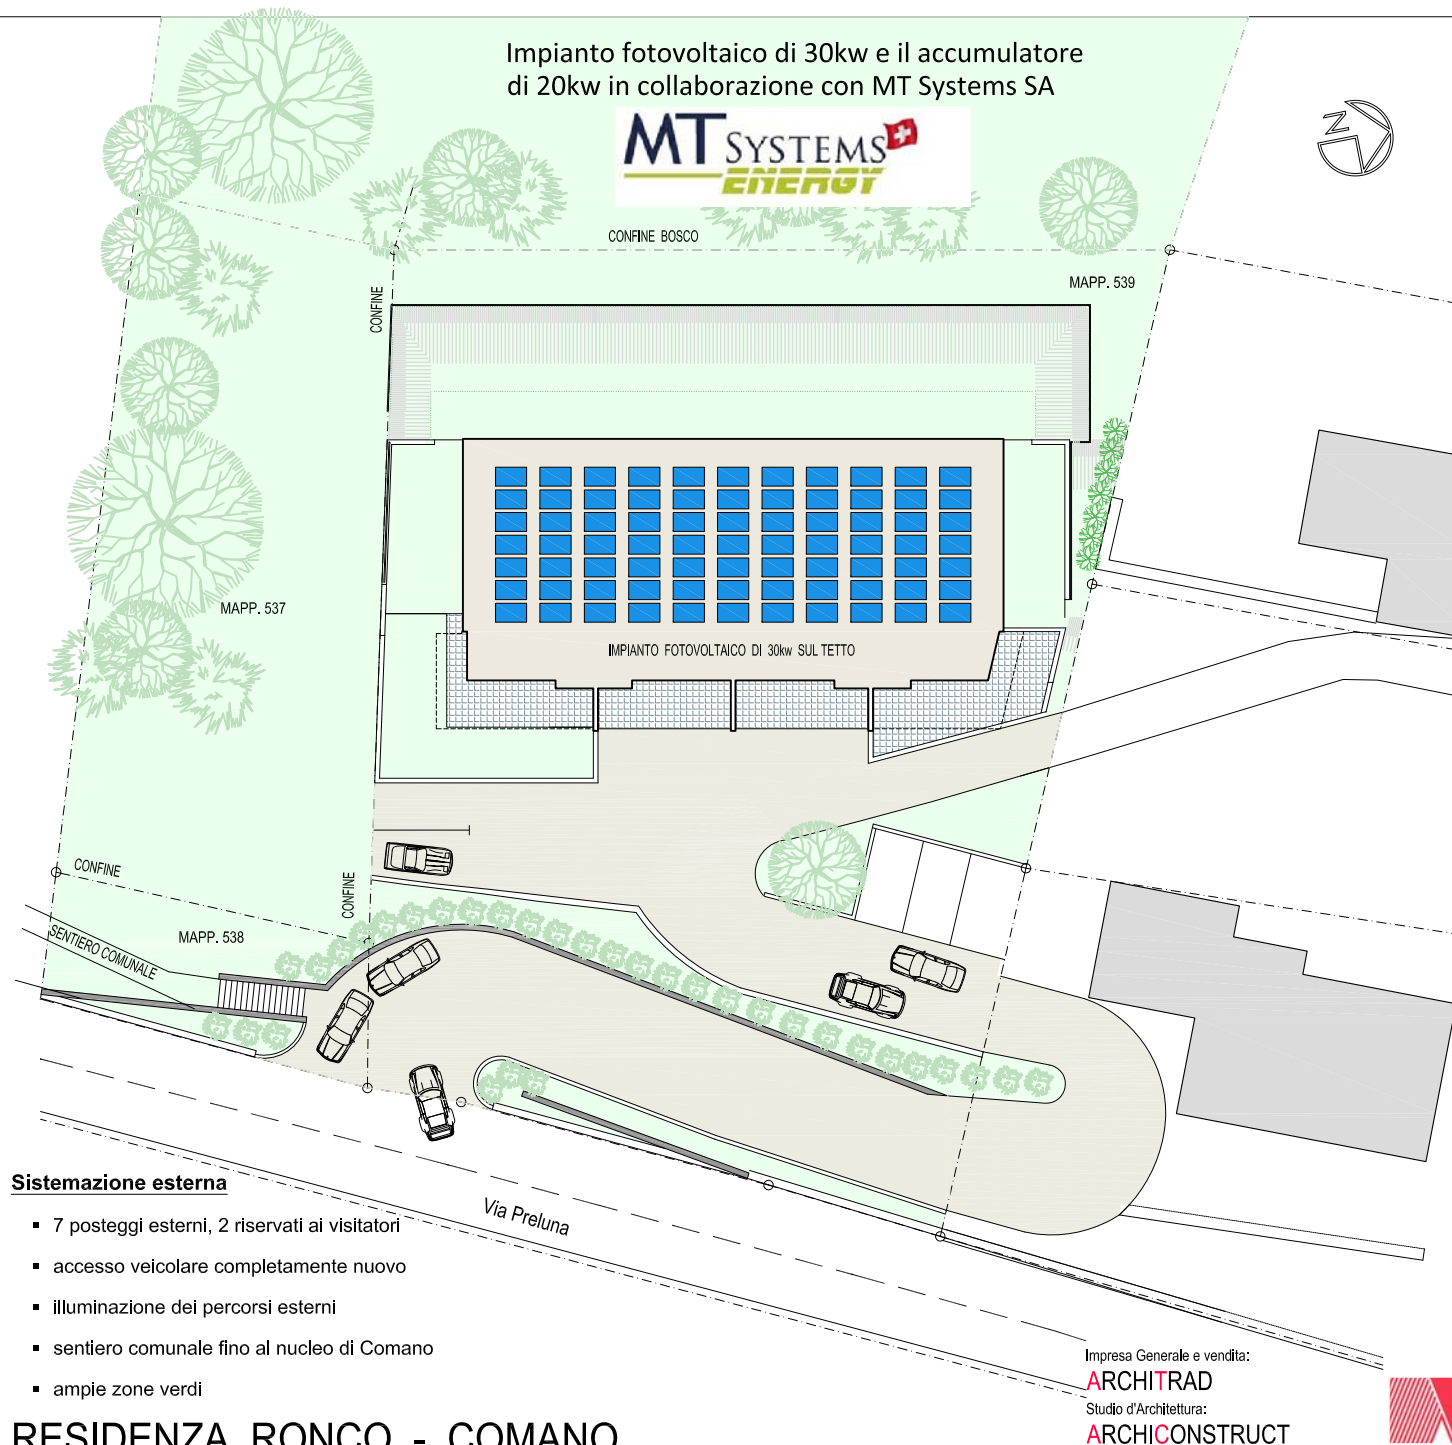 Impianto fotovoltaico di 30kw e il accumulatore
di 20kw in collaborazione con MT Systems SA
MT SYSTEMS
ENERGY
N
CONFINE BOSCO
MAPP. 539
CONFINE
MAPP. 537
IMPIANTO FOTOVOLTAICO DI 30kw SUL TETTO
CONFINE
CONFINE
MAPP. 538
SENTIERO COMUNALE
Via Preluna
Sistemazione esterna
▪ 7 posteggi esterni, 2 riservati ai visitatori
▪ accesso veicolare completamente nuovo
▪ illuminazione dei percorsi esterni
▪ sentiero comunale fino al nucleo di Comano
▪ ampie zone verdi
RESIDENZA RONCO - COMANO
Impresa Generale e vendita:
ARCHITRAD
Studio d'Architettura:
ARCHICONSTRUCT